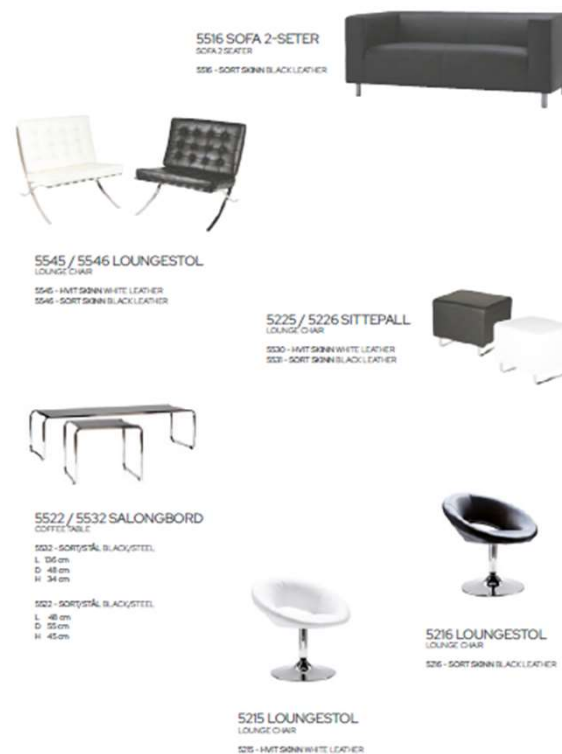 5516 SOFA 2-SETER
SOFA 2 SEATER
5516 - SORT SKINN BLACK LEATHER
5545 / 5546 LOUNGESTOL
LOUNGE CHAIR
5545 - HVIT SKINN WHITE LEATHER
5546 - SORT SKINN BLACK LEATHER
5225 / 5226 SITTEPALL
LOUNGE CHAIR
5530 - HVIT SKINN WHITE LEATHER
5531 - SORT SKINN BLACK LEATHER
5522 / 5532 SALONGBORD
COFFEE TABLE
5532 - SORT/STÅL BLACK/STEEL
L 136 cm
D 48 cm
H 34 cm
5522 - SORT/STÅL BLACK/STEEL
L 48 cm
D 55 cm
H 45 cm
5216 LOUNGESTOL
LOUNGE CHAIR
5216 - SORT SKINN BLACK LEATHER
5215 LOUNGESTOL
LOUNGE CHAIR
5215 - HVIT SKINN WHITE LEATHER